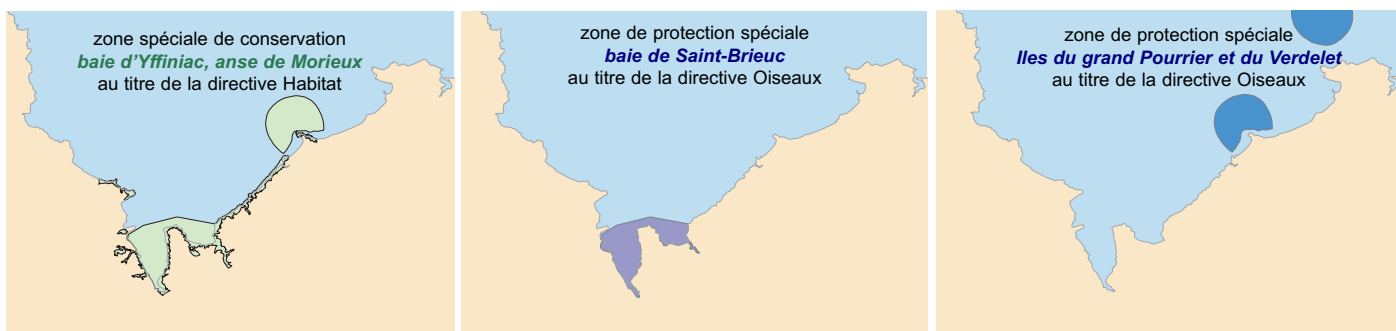 zone spéciale de conservation
baie d'Yffiniac, anse de Morieux
au titre de la directive Habitat
zone de protection spéciale
baie de Saint-Brieuc
au titre de la directive Oiseaux
zone de protection spéciale
Iles du grand Pourrier et du Verdelet
au titre de la directive Oiseaux